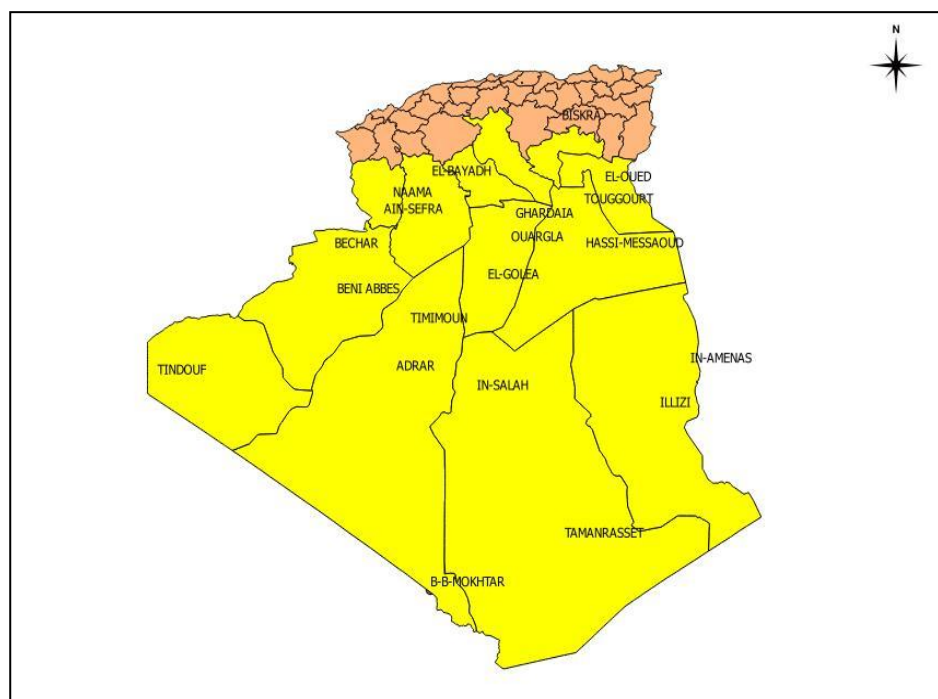 N
BISKRA
EL-BAYADH
EL-OUED
NAAMA
TOUGGOURT
AIN-SEFRA
GHARDAIA
OUARGLA
BECHAR
HASSI-MESSAOUD
EL-GOLEA
BENI ABBES
TIMIMOUN
IN-AMENAS
ADRAR
TINDOUF
IN-SALAH
ILLIZI
TAMANRASSET
B-B-MOKHTAR